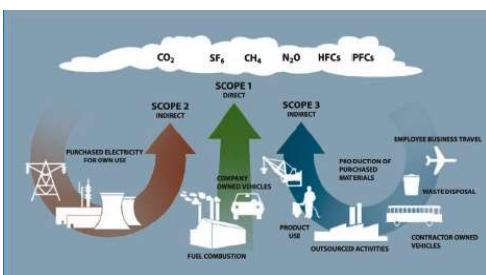 CO2 SF6 CH4 N2O HFCs PFCs
SCOPE 1
DIRECT
SCOPE 2
INDIRECT
SCOPE 3
INDIRECT
PURCHASED ELECTRICITY
FOR OWN USE
COMPANY
OWNED VEHICLES
FUEL COMBUSTION
EMPLOYEE BUSINESS TRAVEL
PRODUCTION OF
PURCHASED
MATERIALS
WASTE DISPOSAL
PRODUCT
USE
OUTSOURCED ACTIVITIES
CONTRACTOR OWNED
VEHICLES